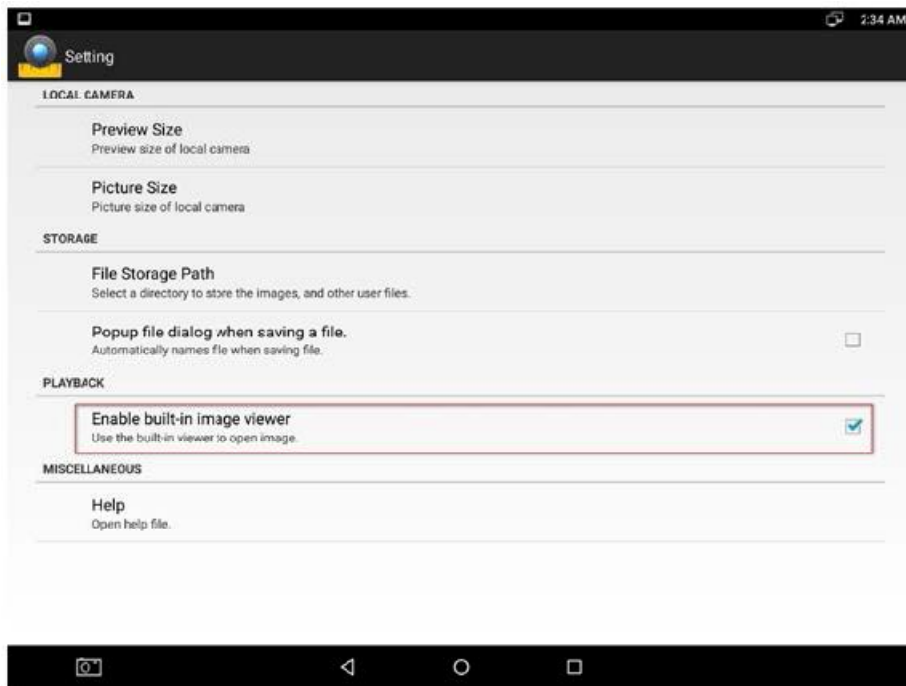 2:34 AM
Setting
LOCAL CAMERA
Preview Size
Preview size of local camera
Picture Size
Picture size of local camera
STORAGE
File Storage Path
Select a directory to store the images, and other user files.
Popup file dialog when saving a file.
Automatically names file when saving file.
PLAYBACK
Enable built-in image viewer
Use the built-in viewer to open image.
MISCELLANEOUS
Help
Open help file.